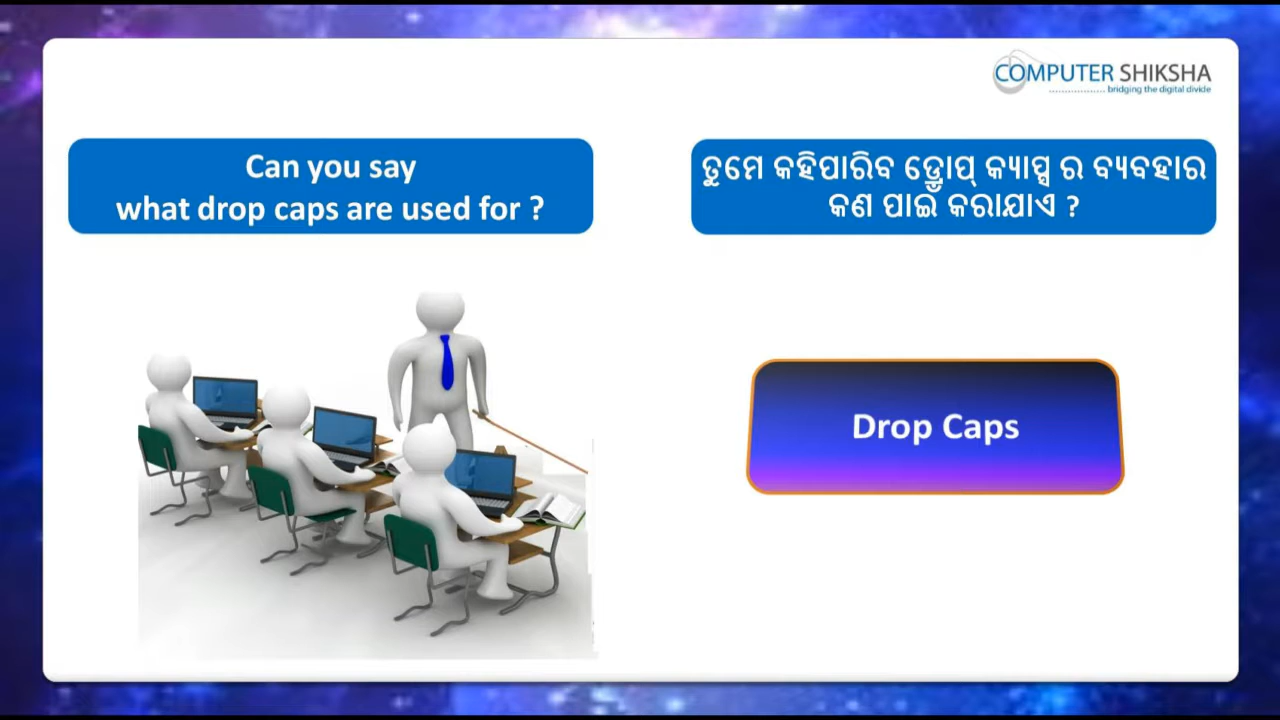 COMPUTER SHIKSHA
bridging the digital divide
Can you say
what drop caps are used for ?
ତୁମେ କହିପାରିବ ଡ୍ରୋପ୍ କ୍ୟାପ୍ସ ର ବ୍ୟବହାର
କଣ ପାଇଁ କରାଯାଏ ?
Drop Caps